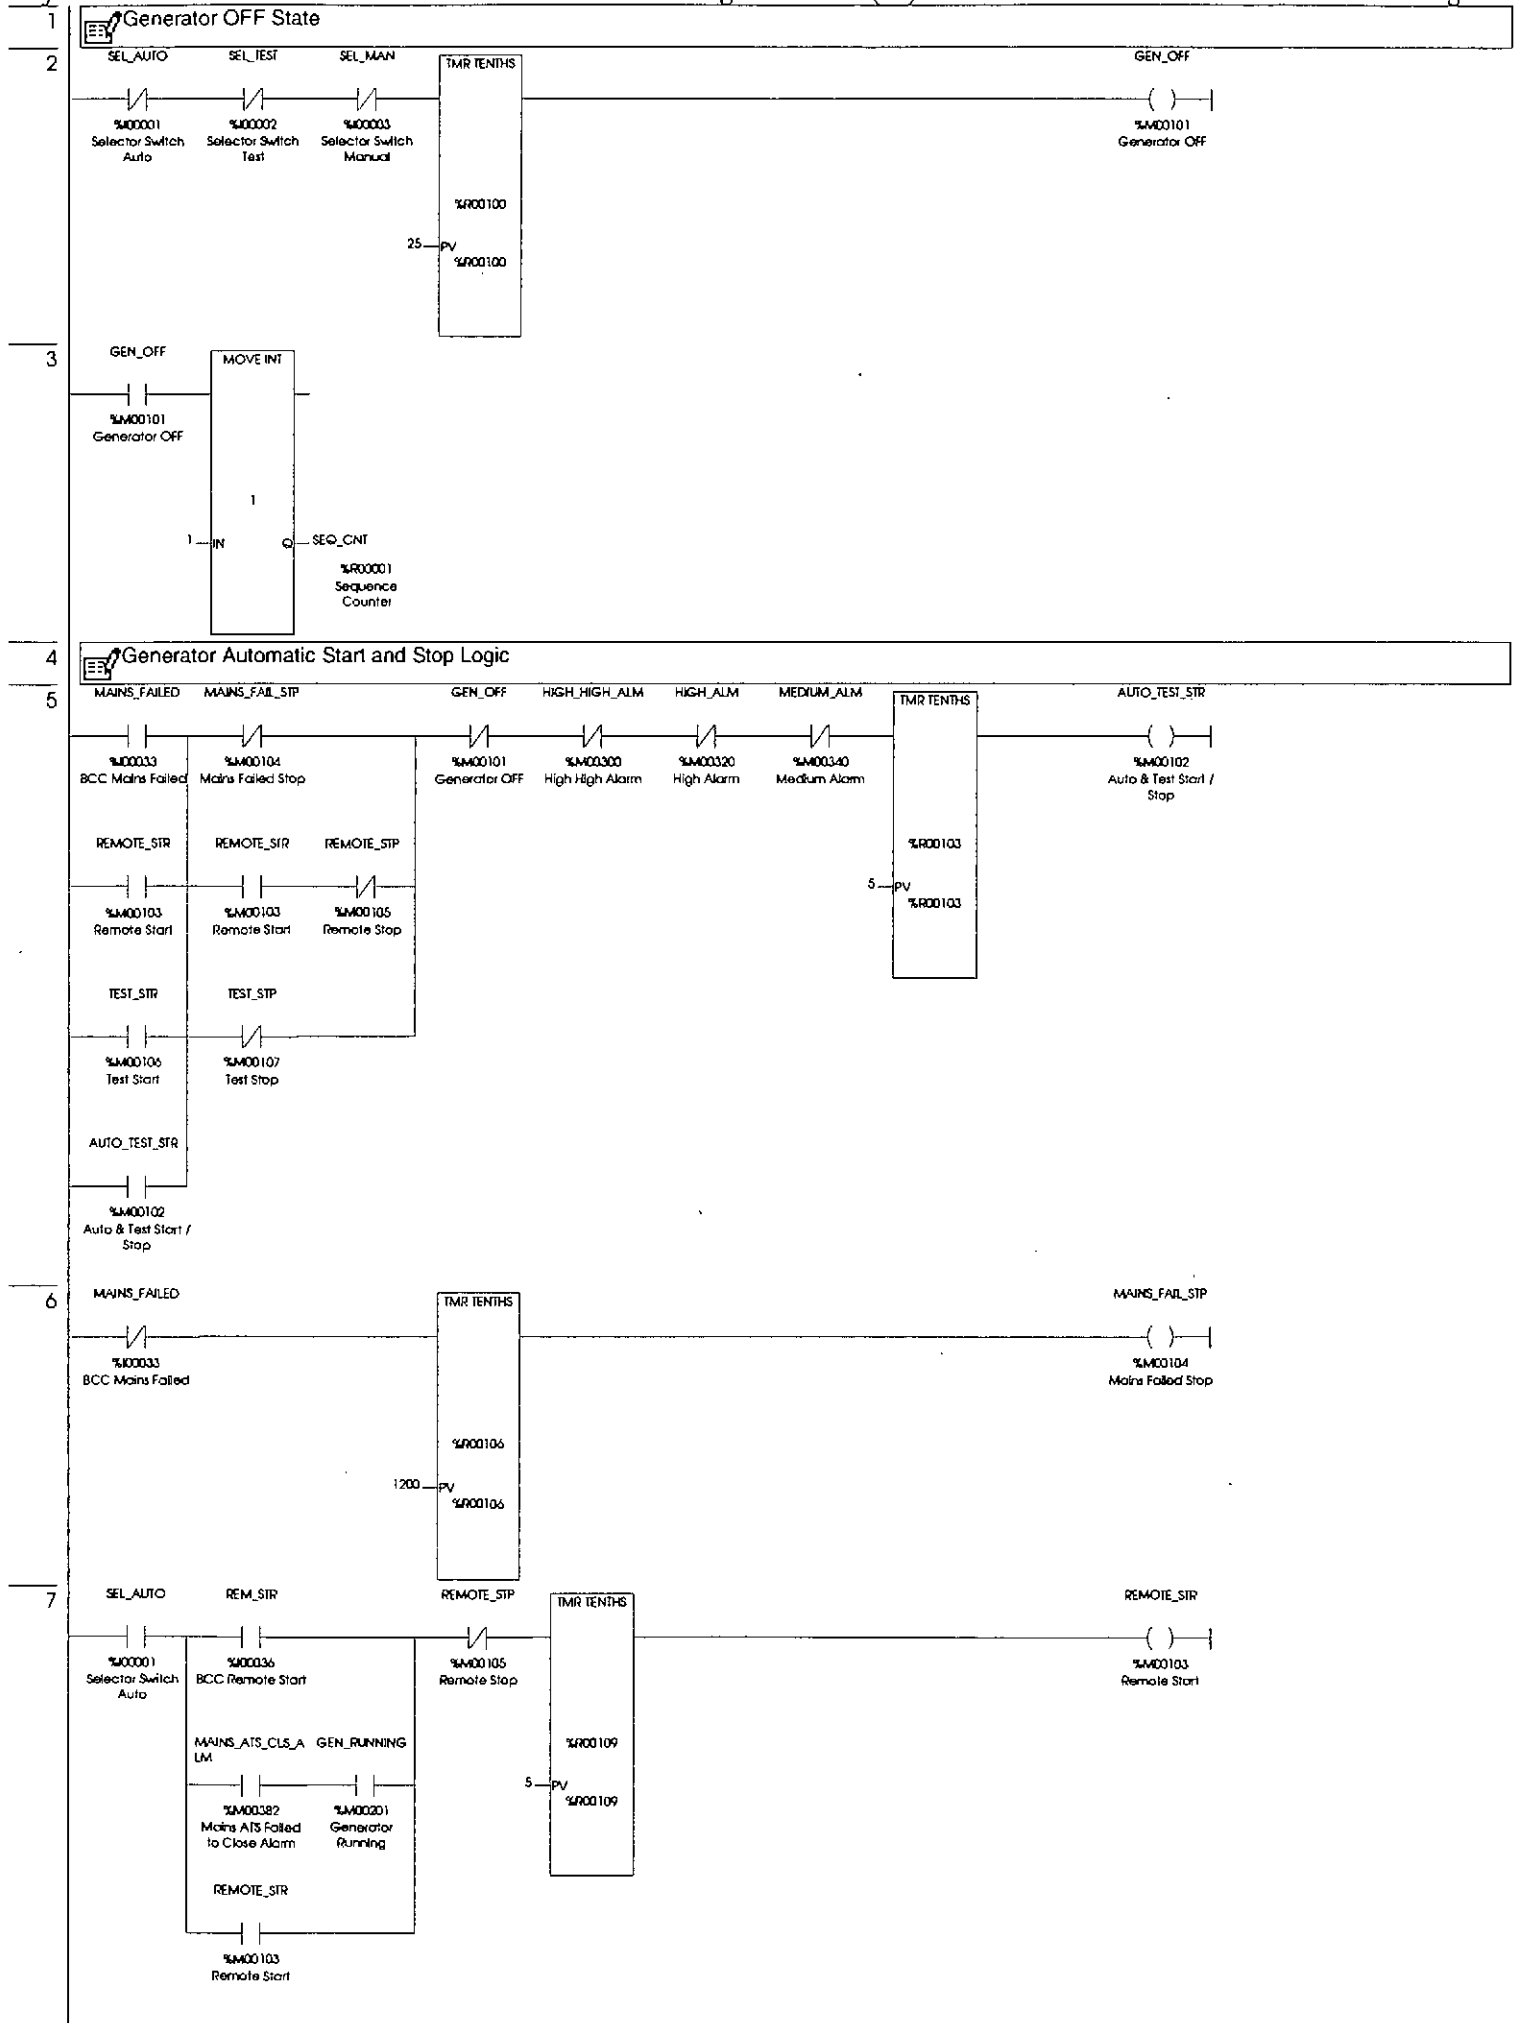 1
Generator OFF State
2
SEL_AUTO SEL_TEST SEL_MAN TMR TENTHS GEN_OFF
%I00001 %I00002 %I00003 %M00101
Selector Switch Selector Switch Selector Switch Generator OFF
Auto Test Manual
%R00100
25 PV
%R00100
3
GEN_OFF MOVE INT
%M00101
Generator OFF
1
1 IN Q SEQ_CNT
%R00001
Sequence
Counter
4
Generator Automatic Start and Stop Logic
5
MAINS_FAILED MAINS_FAIL_STP GEN_OFF HIGH_HIGH_ALM HIGH_ALM MEDIUM_ALM TMR TENTHS AUTO_TEST_STR
%I00033 %M00104 %M00101 %M00300 %M00320 %M00340 %M00102
BCC Mains Failed Mains Failed Stop Generator OFF High High Alarm High Alarm Medium Alarm Auto & Test Start /
Stop
REMOTE_STR REMOTE_STR REMOTE_STP %R00103
5 PV
%M00103 %M00103 %M00105 %R00103
Remote Start Remote Start Remote Stop
TEST_STR TEST_STP
%M00106 %M00107
Test Start Test Stop
AUTO_TEST_STR
%M00102
Auto & Test Start /
Stop
6
MAINS_FAILED TMR TENTHS MAINS_FAIL_STP
%I00033 %M00104
BCC Mains Failed Mains Failed Stop
%R00106
1200 PV
%R00106
7
SEL_AUTO REM_STR REMOTE_STP TMR TENTHS REMOTE_STR
%I00001 %I00036 %M00105 %M00103
Selector Switch BCC Remote Start Remote Stop Remote Start
Auto
MAINS_ATS_CLS_A GEN_RUNNING %R00109
LM
5 PV
%M00382 %M00201 %R00109
Mains ATS Failed Generator
to Close Alarm Running
REMOTE_STR
%M00103
Remote Start